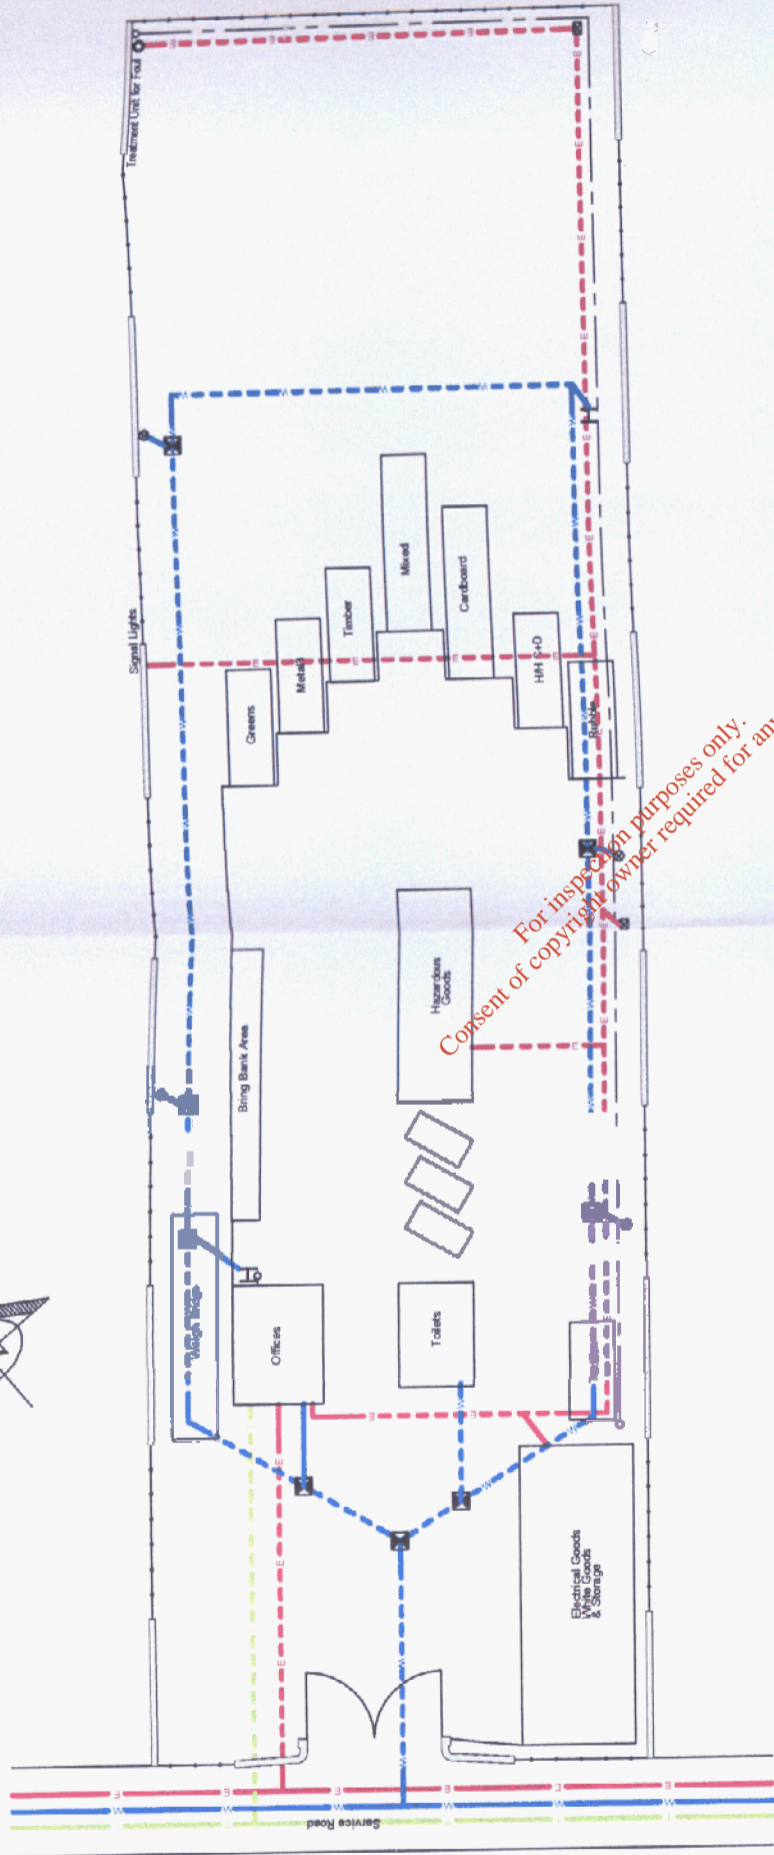 Treatment Unit for Foul
Signal Lights
Mixed
Cardboard
Timber
Metals
H/H C+D
Greens
Rubble
For inspection purposes only.
Consent of copyright owner required for any
Hazardous
Goods
Bring Bank Area
Weigh Bridge
Offices
Toilets
Electrical Goods
White Goods
& Storage
Service Road